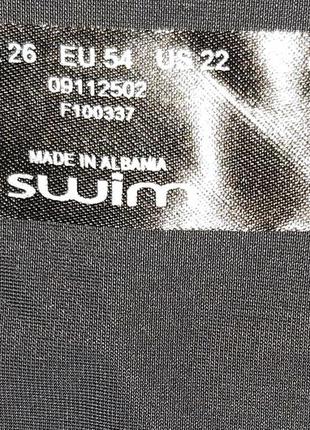 26 EU 54 US 22
09112502
F100337
MADE IN ALBANIA
swim